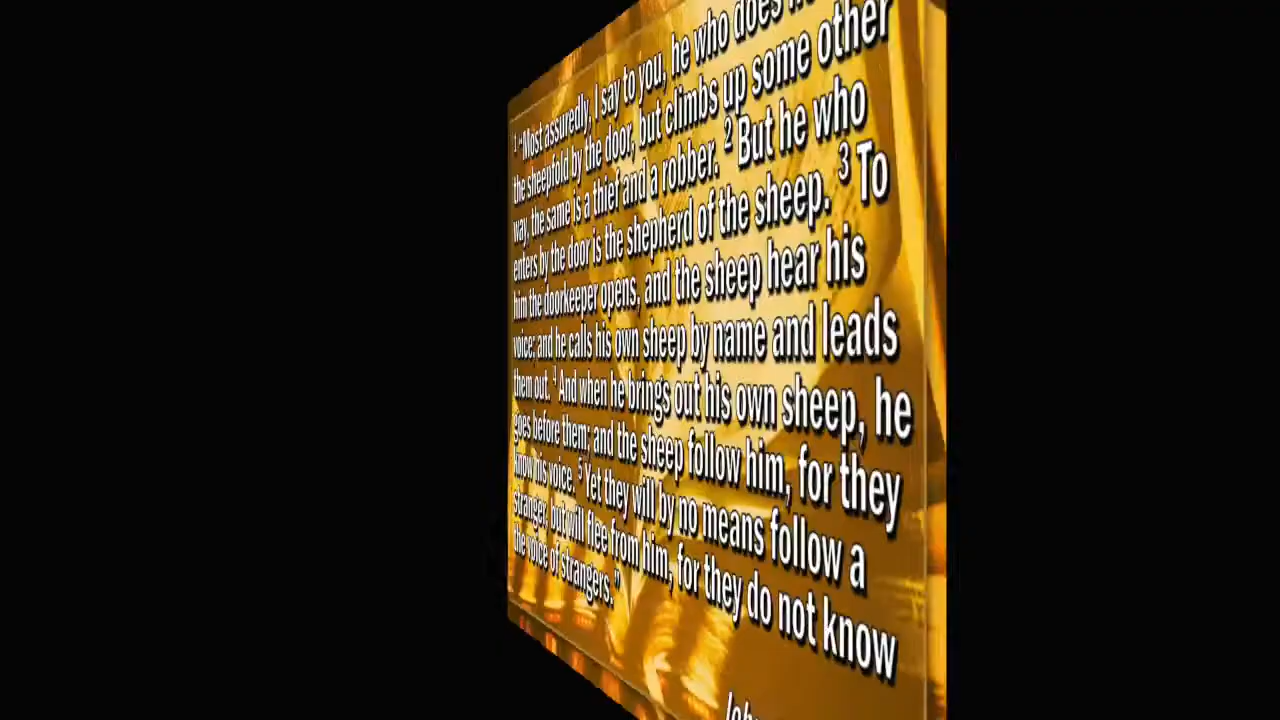 1 "Most assuredly, I say to you, he who does
the sheepfold by the door, but climbs up some other
way, the same is a thief and a robber. 2 But he who
enters by the door is the shepherd of the sheep. 3 To
him the doorkeeper opens, and the sheep hear his
voice; and he calls his own sheep by name and leads
them out. 4 And when he brings out his own sheep, he
goes before them; and the sheep follow him, for they
know his voice. 5 Yet they will by no means follow a
stranger, but will flee from him, for they do not know
the voice of strangers."